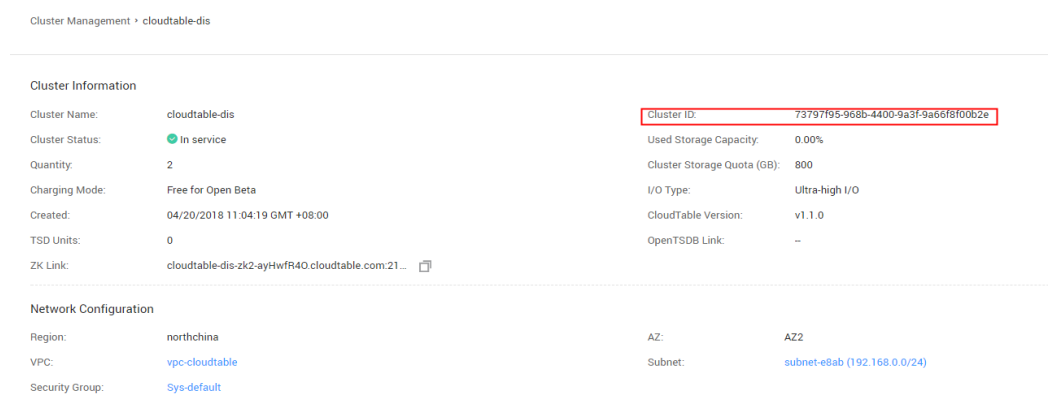 Cluster Management › cloudtable-dis
Cluster Information
Cluster Name: cloudtable-dis Cluster ID: 73797f95-968b-4400-9a3f-9a66f8f00b2e
Cluster Status: In service Used Storage Capacity: 0.00%
Quantity: 2 Cluster Storage Quota (GB): 800
Charging Mode: Free for Open Beta I/O Type: Ultra-high I/O
Created: 04/20/2018 11:04:19 GMT +08:00 CloudTable Version: v1.1.0
TSD Units: 0 OpenTSDB Link: --
ZK Link: cloudtable-dis-zk2-ayHwfR4O.cloudtable.com:21...
Network Configuration
Region: northchina AZ: AZ2
VPC: vpc-cloudtable Subnet: subnet-e8ab (192.168.0.0/24)
Security Group: Sys-default